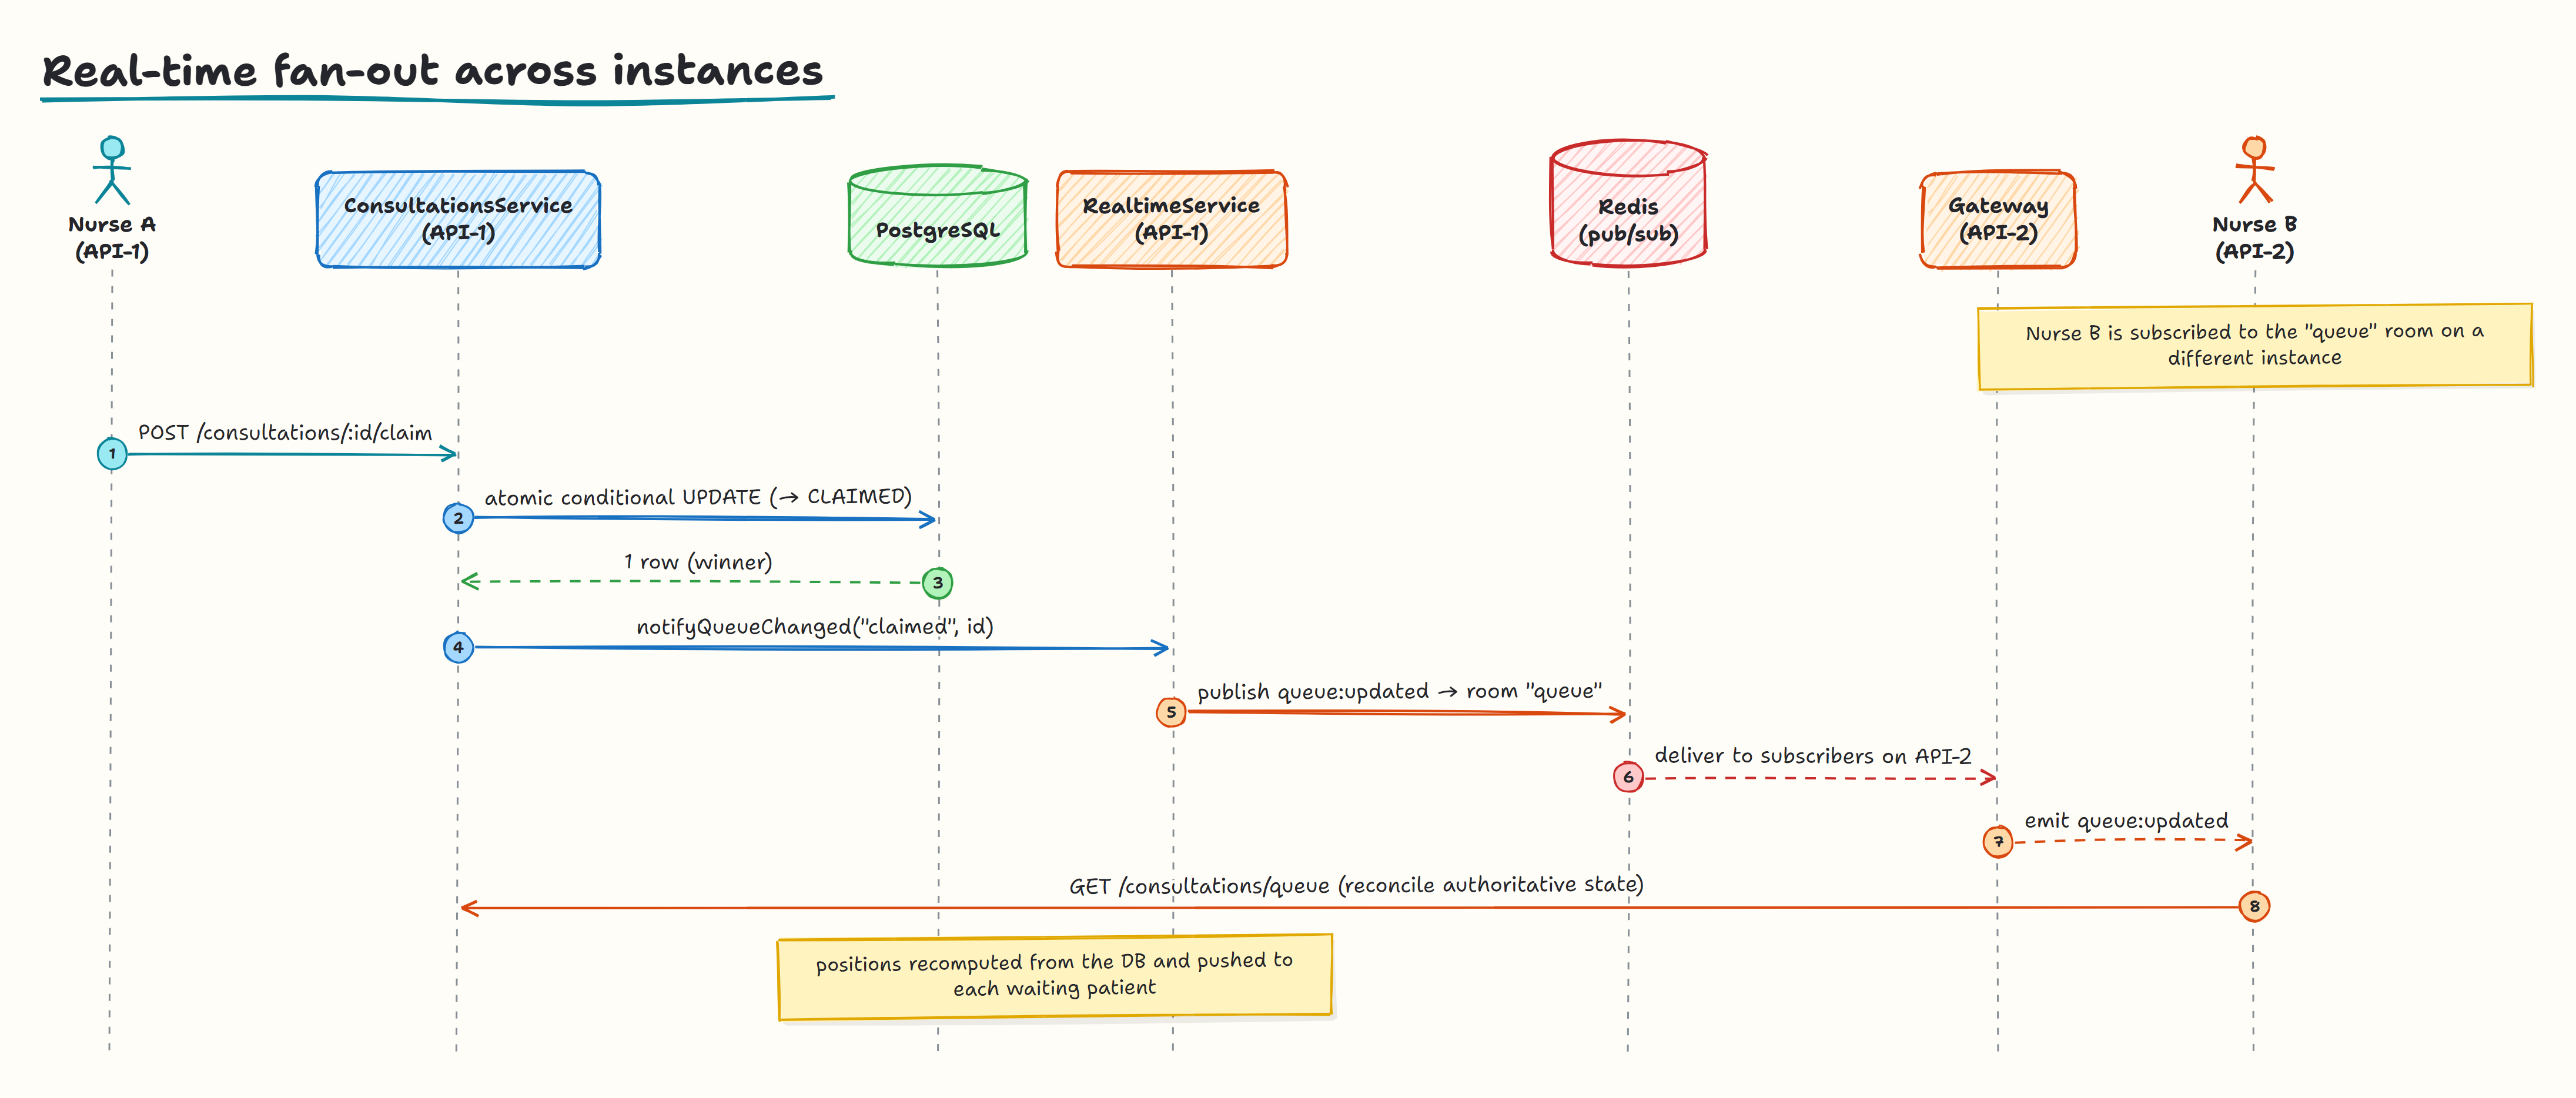 Real-time fan-out across instances
Nurse A
(API-1)
ConsultationsService
(API-1)
PostgreSQL
RealtimeService
(API-1)
Redis
(pub/sub)
Gateway
(API-2)
Nurse B
(API-2)
Nurse B is subscribed to the "queue" room on a
different instance
1
POST /consultations/:id/claim
2
atomic conditional UPDATE (→ CLAIMED)
1 row (winner)
3
4
notifyQueueChanged("claimed", id)
5
publish queue:updated → room "queue"
6
deliver to subscribers on API-2
7
emit queue:updated
GET /consultations/queue (reconcile authoritative state)
8
positions recomputed from the DB and pushed to
each waiting patient